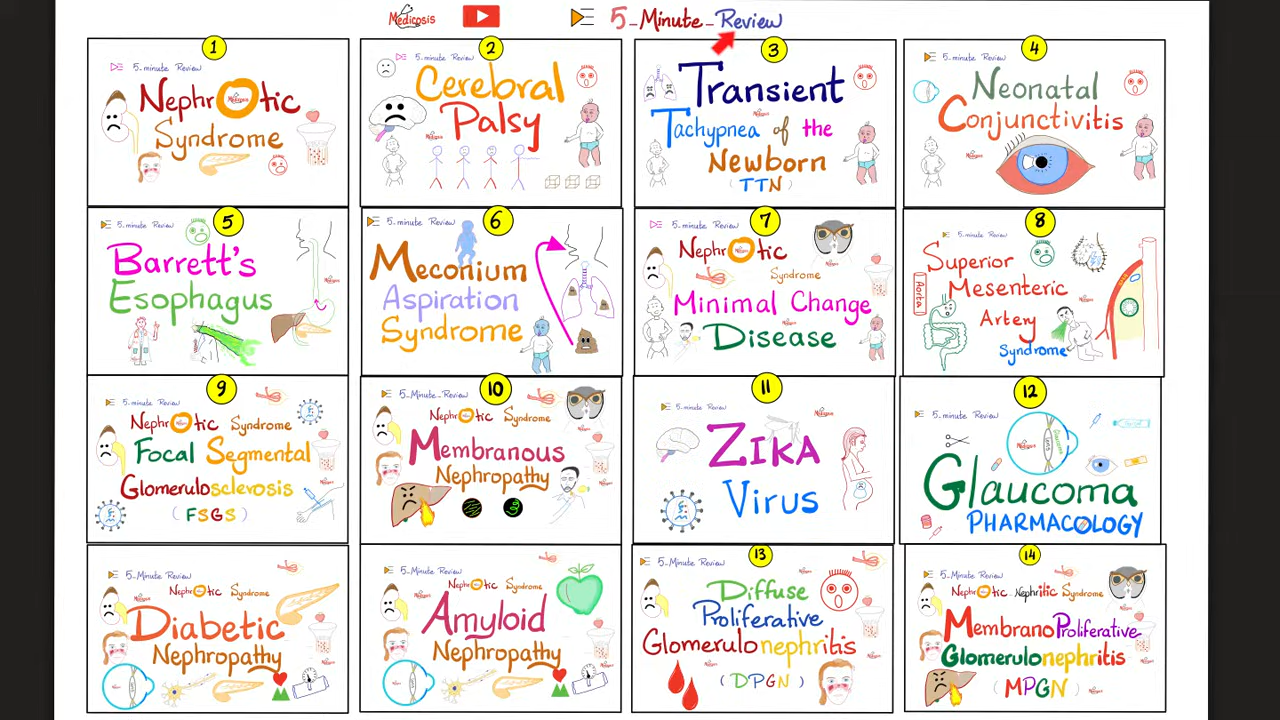 Medicosis
5-Minute-Review
1
5-minute Review
NephrOtic
Syndrome
2
5-minute Review
Cerebral
Palsy
3
Transient
Tachypnea of the
Newborn
(TTN)
4
5-minute Review
Neonatal
Conjunctivitis
5
5-minute Review
Barrett's
Esophagus
6
5-minute Review
Meconium
Aspiration
Syndrome
7
5-minute Review
NephrOtic
Syndrome
Minimal Change
Disease
8
5-minute Review
Superior
Mesenteric
Artery
Syndrome
Aorta
9
5-minute Review
NephrOtic Syndrome
Focal Segmental
Glomerulosclerosis
(FSGS)
10
5-Minute Review
NephrOtic Syndrome
Membranous
Nephropathy
11
5-minute Review
ZIKA
Virus
12
5-minute Review
Glaucoma
PHARMACOLOGY
5-Minute Review
NephrOtic Syndrome
Diabetic
Nephropathy
5-Minute Review
NephrOtic Syndrome
Amyloid
Nephropathy
13
5-Minute Review
Diffuse
Proliferative
Glomerulonephritis
(DPGN)
14
5-Minute Review
NephrOtic Nephritic Syndrome
MembranoProliferative
Glomerulonephritis
(MPGN)